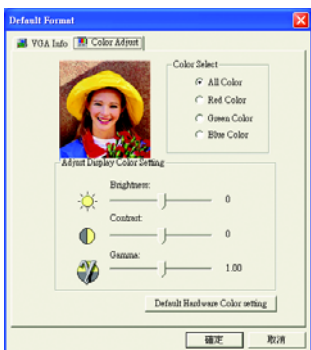 Default Format
VGA Info
Color Adjust
Color Select
All Color
Red Color
Green Color
Blue Color
Adjust Display Color Setting
Brightness:
0
Contrast:
0
Gamma:
1.00
Default Hardware Color setting
確定
取消